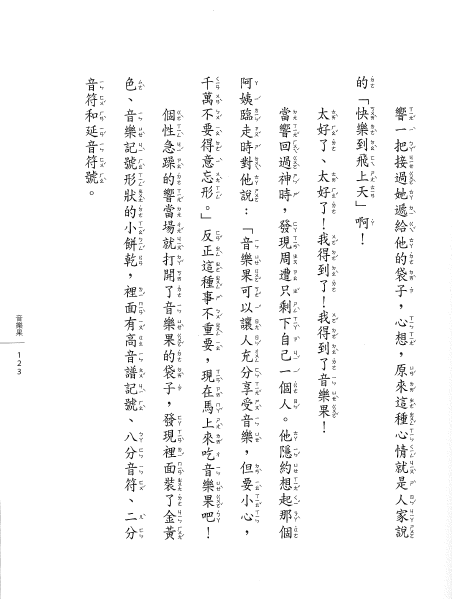 響一把接過她遞給他的袋子，心想，原來這種心情就是人家說
的「快樂到飛上天」啊！
太好了、太好了！我得到了！我得到了音樂果！
當響回過神時，發現周遭只剩下自己一個人。他隱約想起那個
阿姨臨走時對他說：「音樂果可以讓人充分享受音樂，但要小心，
千萬不要得意忘形。」反正這種事不重要，現在馬上來吃音樂果吧！
個性急躁的響當場就打開了音樂果的袋子，發現裡面裝了金黃
色、音樂記號形狀的小餅乾，裡面有高音譜記號、八分音符、二分
音符和延音符號。
音樂果
123